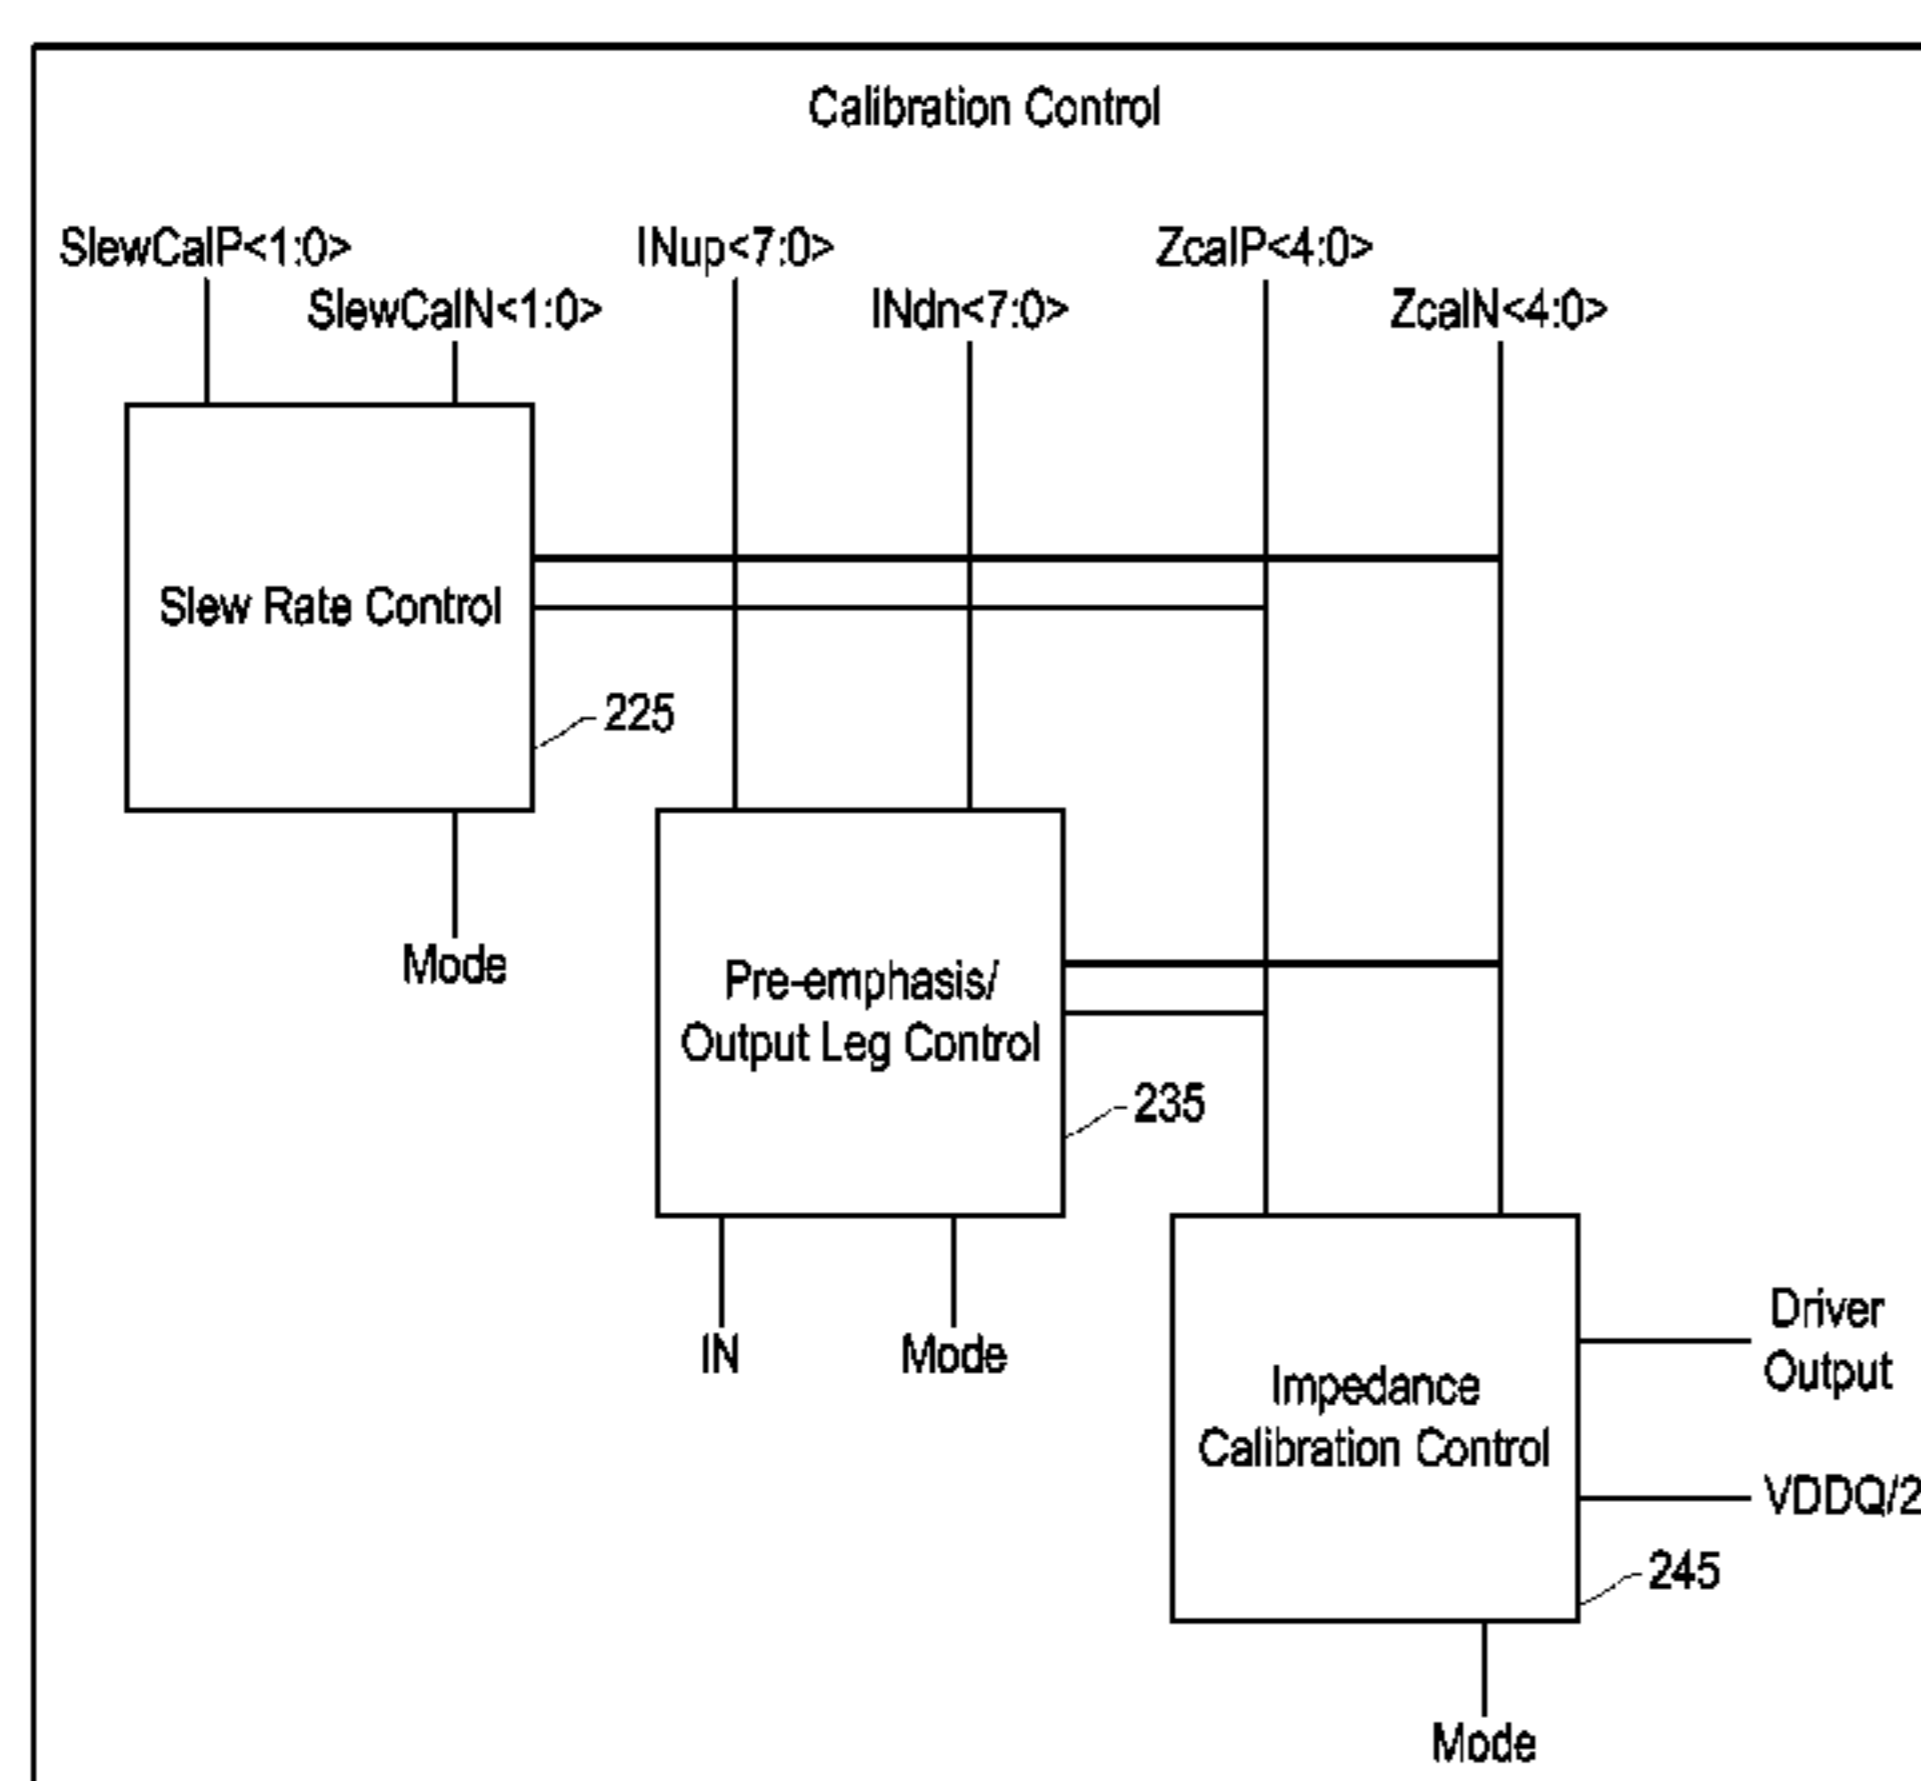 Calibration Control
SlewCalP<1:0>
INup<7:0>
ZcalP<4:0>
SlewCalN<1:0>
INdn<7:0>
ZcalN<4:0>
Slew Rate Control
225
Mode
Pre-emphasis/
Output Leg Control
235
IN
Mode
Driver
Output
Impedance
Calibration Control
VDDQ/2
245
Mode